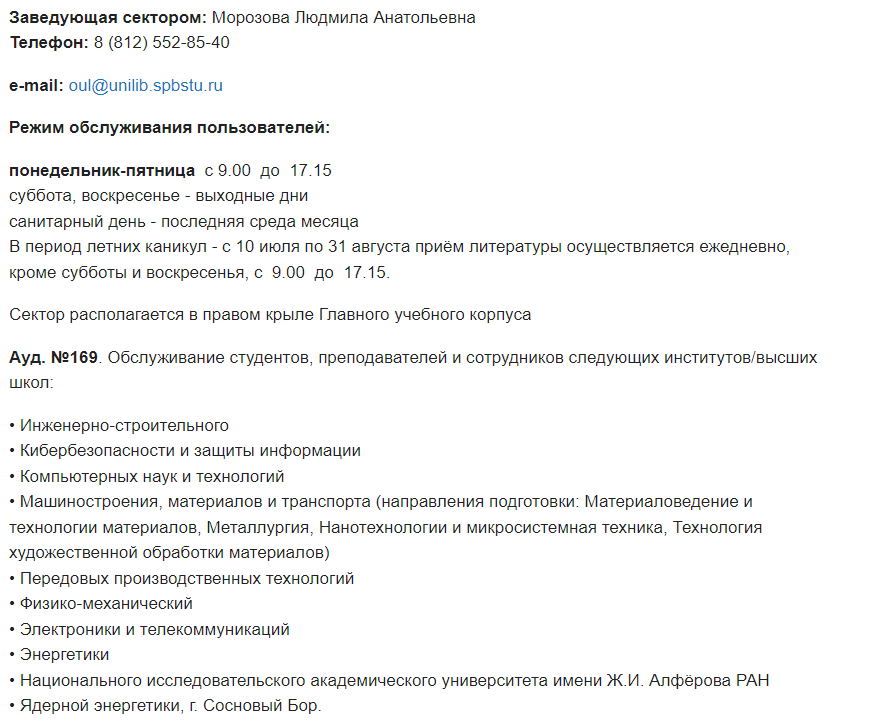 Заведующая сектором: Морозова Людмила Анатольевна
Телефон: 8 (812) 552-85-40
e-mail: oul@unilib.spbstu.ru
Режим обслуживания пользователей:
понедельник-пятница  с 9.00  до  17.15
суббота, воскресенье - выходные дни
санитарный день - последняя среда месяца
В период летних каникул - с 10 июля по 31 августа приём литературы осуществляется ежедневно,
кроме субботы и воскресенья, с  9.00  до  17.15.
Сектор располагается в правом крыле Главного учебного корпуса
Ауд. №169. Обслуживание студентов, преподавателей и сотрудников следующих институтов/высших
школ:
• Инженерно-строительного
• Кибербезопасности и защиты информации
• Компьютерных наук и технологий
• Машиностроения, материалов и транспорта (направления подготовки: Материаловедение и
технологии материалов, Металлургия, Нанотехнологии и микросистемная техника, Технология
художественной обработки материалов)
• Передовых производственных технологий
• Физико-механический
• Электроники и телекоммуникаций
• Энергетики
• Национального исследовательского академического университета имени Ж.И. Алфёрова РАН
• Ядерной энергетики, г. Сосновый Бор.